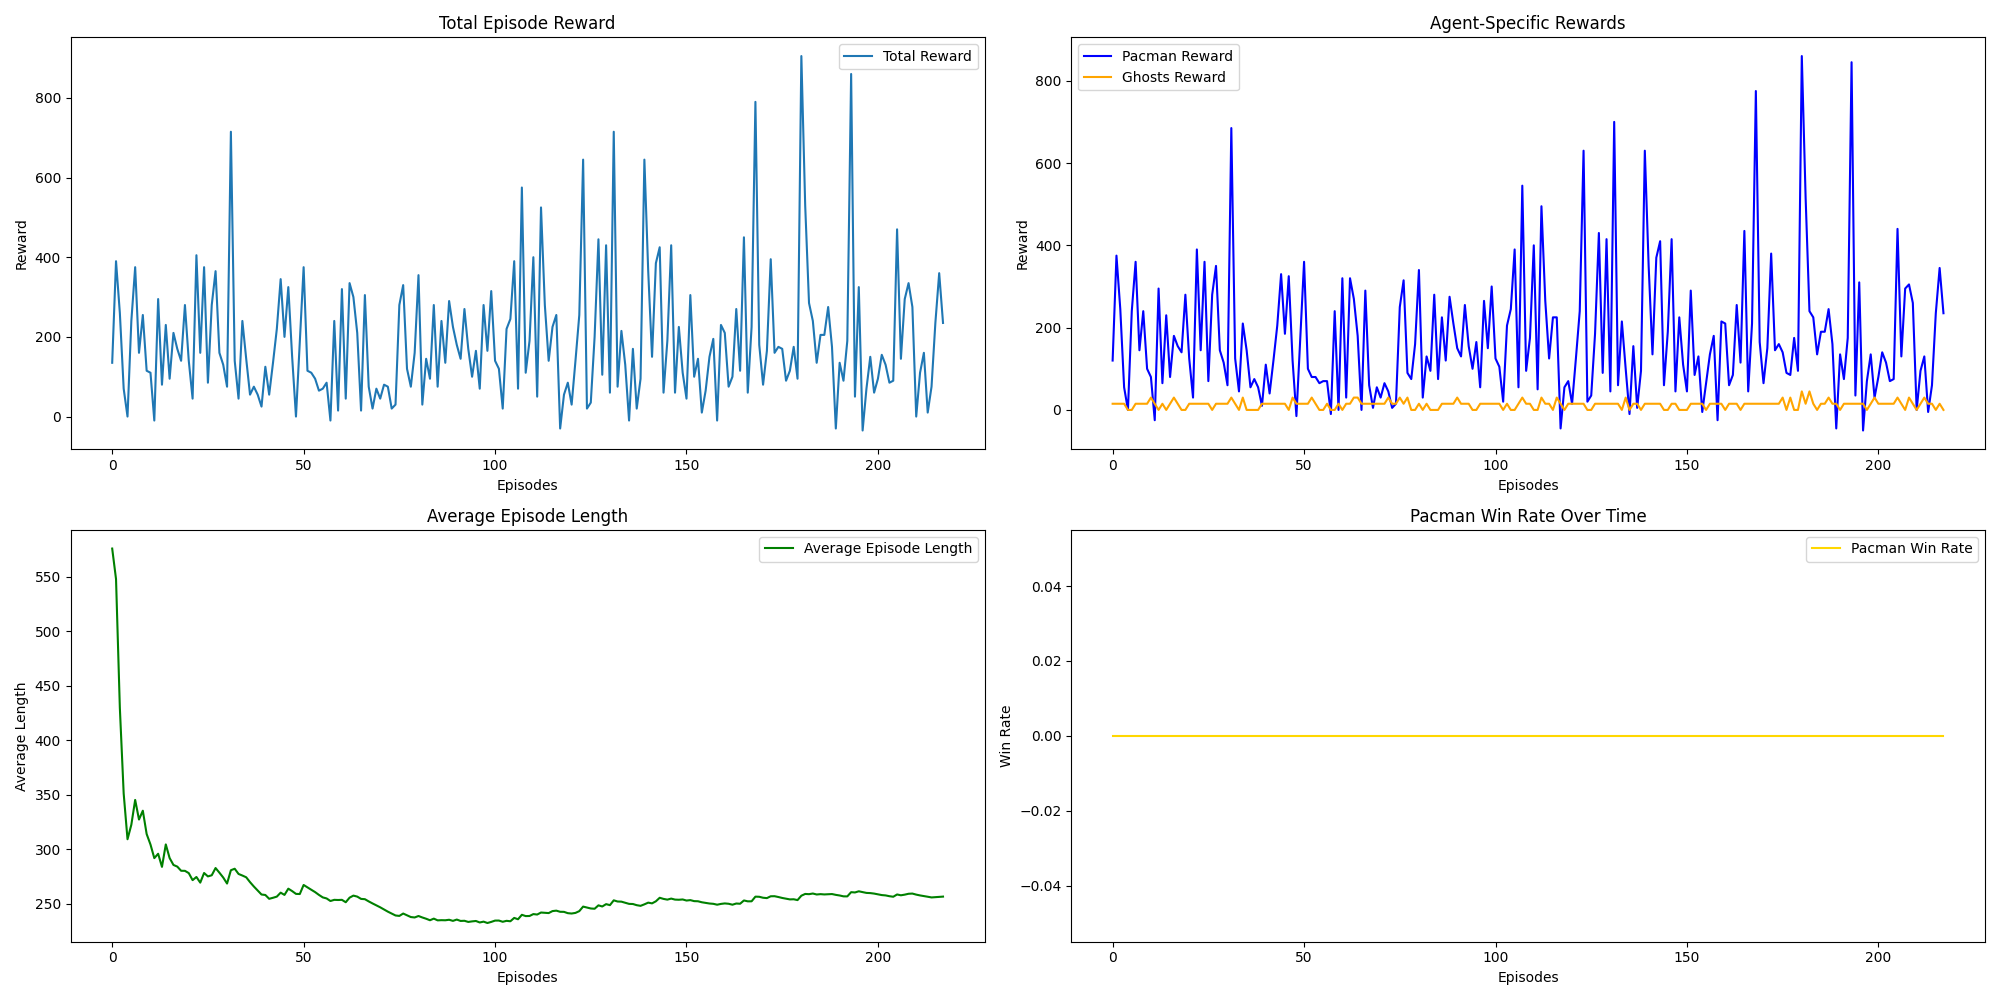 Total Episode Reward
Total Reward
800
600
400
200
0
Reward
0 50 100 150 200
Episodes
Agent-Specific Rewards
Pacman Reward
Ghosts Reward
800
600
400
200
0
Reward
0 50 100 150 200
Episodes
Average Episode Length
Average Episode Length
550
500
450
400
350
300
250
Average Length
0 50 100 150 200
Episodes
Pacman Win Rate Over Time
Pacman Win Rate
0.04
0.02
0.00
−0.02
−0.04
Win Rate
0 50 100 150 200
Episodes